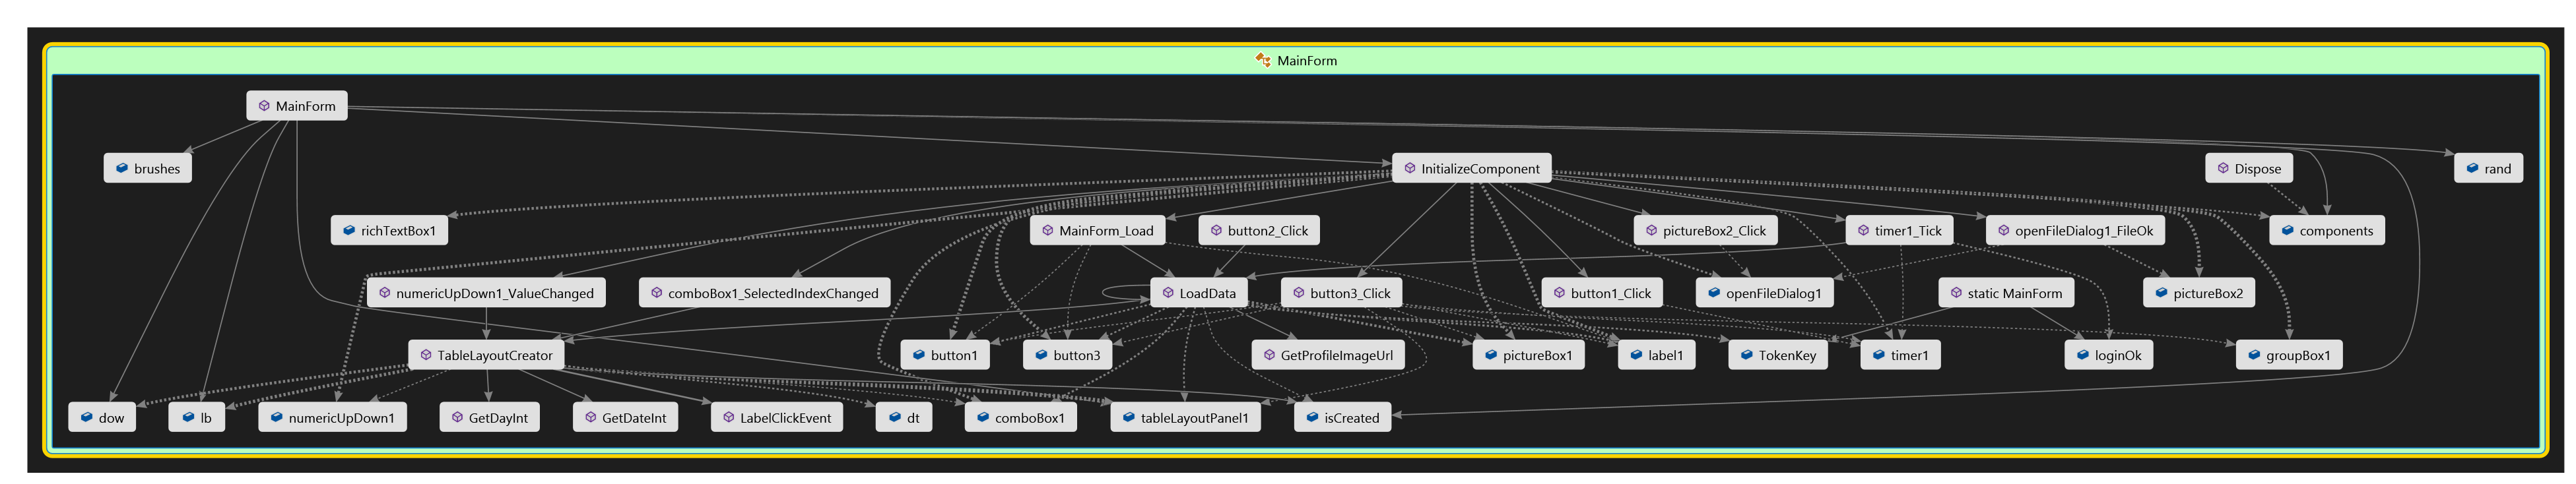 MainForm
MainForm
brushes
InitializeComponent
Dispose
rand
richTextBox1
MainForm_Load
button2_Click
pictureBox2_Click
timer1_Tick
openFileDialog1_FileOk
components
numericUpDown1_ValueChanged
comboBox1_SelectedIndexChanged
LoadData
button3_Click
button1_Click
openFileDialog1
static MainForm
pictureBox2
TableLayoutCreator
button1
button3
GetProfileImageUrl
pictureBox1
label1
TokenKey
timer1
loginOk
groupBox1
dow
lb
numericUpDown1
GetDayInt
GetDateInt
LabelClickEvent
dt
comboBox1
tableLayoutPanel1
isCreated